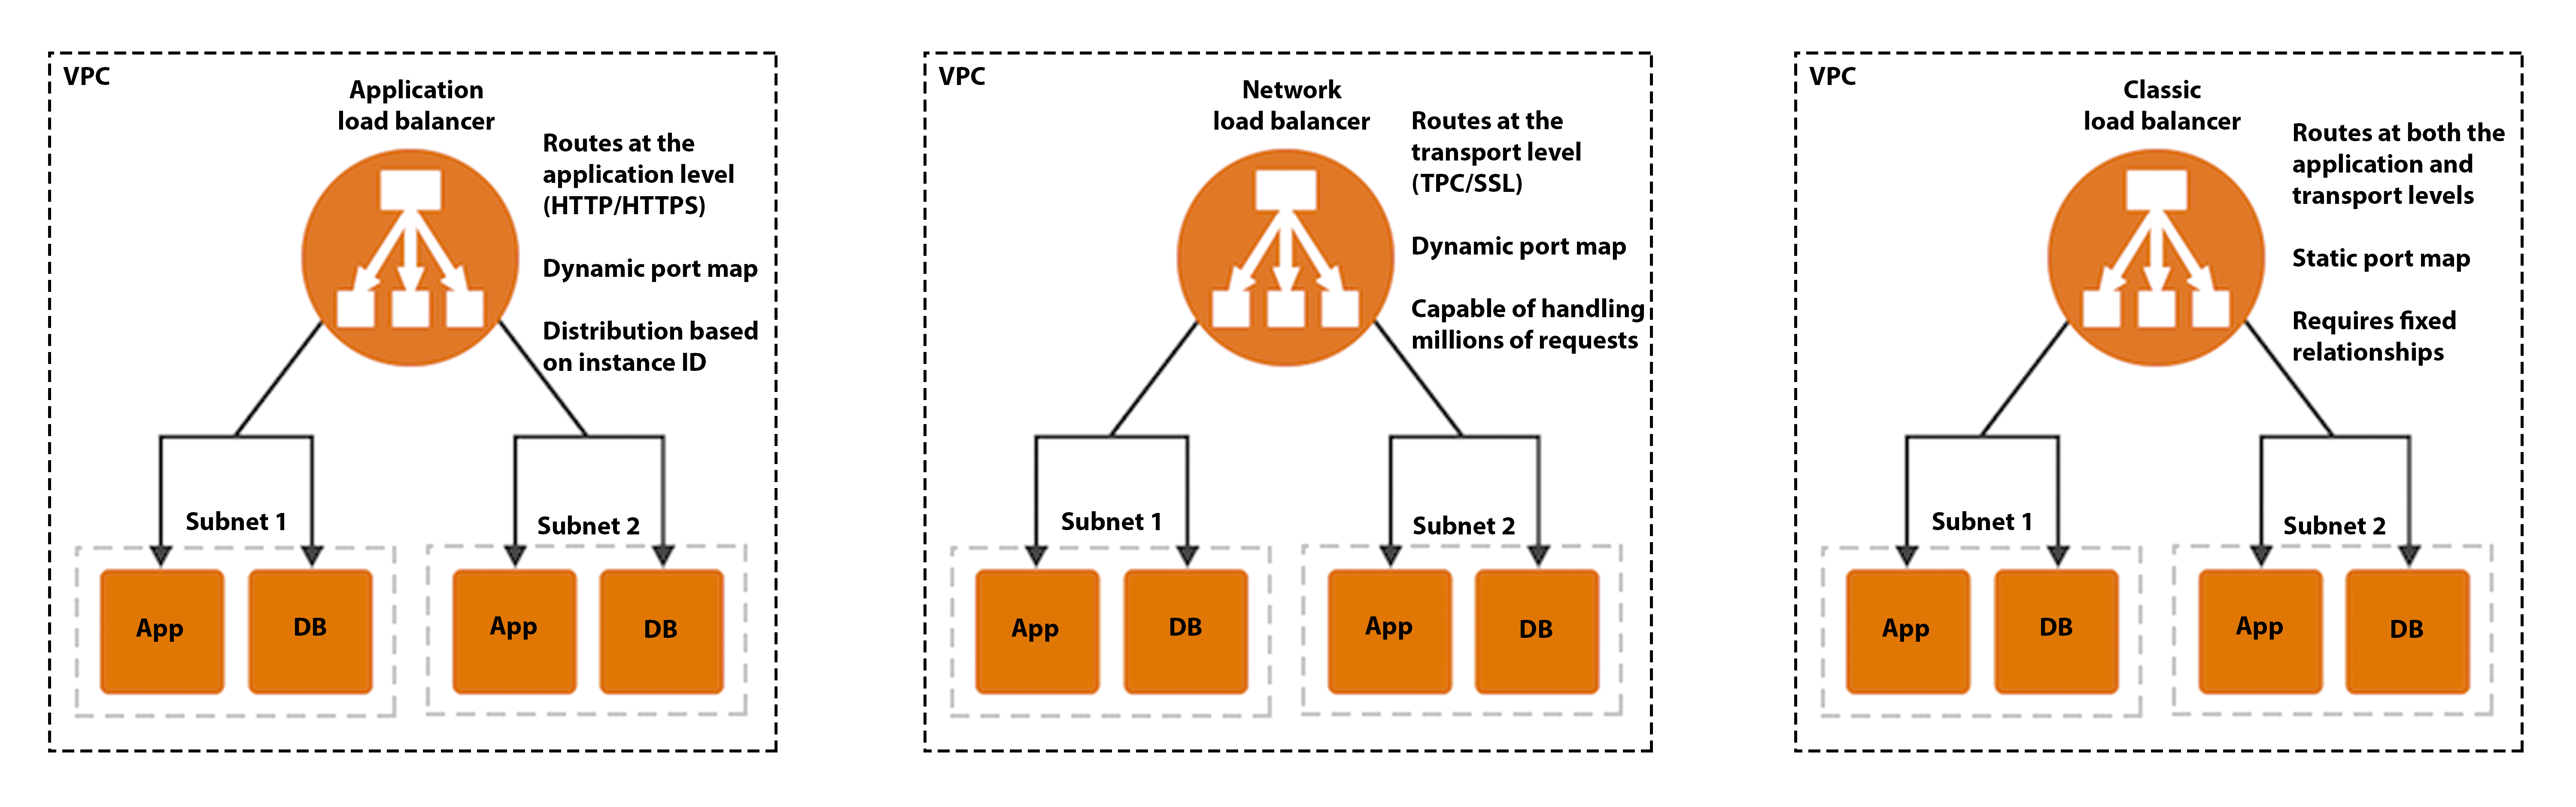 VPC
Application
load balancer
Routes at the
application level
(HTTP/HTTPS)
Dynamic port map
Distribution based
on instance ID
Subnet 1
Subnet 2
App
DB
App
DB
VPC
Network
load balancer
Routes at the
transport level
(TPC/SSL)
Dynamic port map
Capable of handling
millions of requests
Subnet 1
Subnet 2
App
DB
App
DB
VPC
Classic
load balancer
Routes at both the
application and
transport levels
Static port map
Requires fixed
relationships
Subnet 1
Subnet 2
App
DB
App
DB